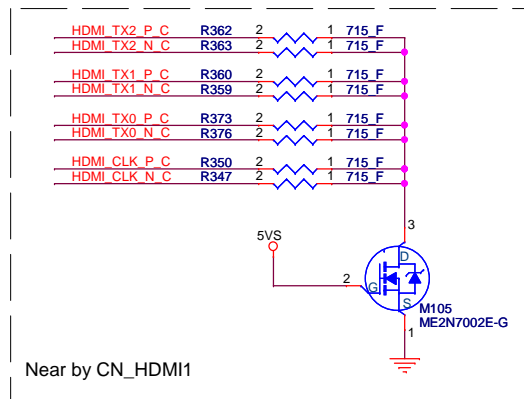 HDMI_TX2_P_C R362 2 1 715_F
HDMI_TX2_N_C R363 2 1 715_F
HDMI_TX1_P_C R360 2 1 715_F
HDMI_TX1_N_C R359 2 1 715_F
HDMI_TX0_P_C R373 2 1 715_F
HDMI_TX0_N_C R376 2 1 715_F
HDMI_CLK_P_C R350 2 1 715_F
HDMI_CLK_N_C R347 2 1 715_F
3
5VS
D
2
G
S
M105
ME2N7002E-G
1
Near by CN_HDMI1